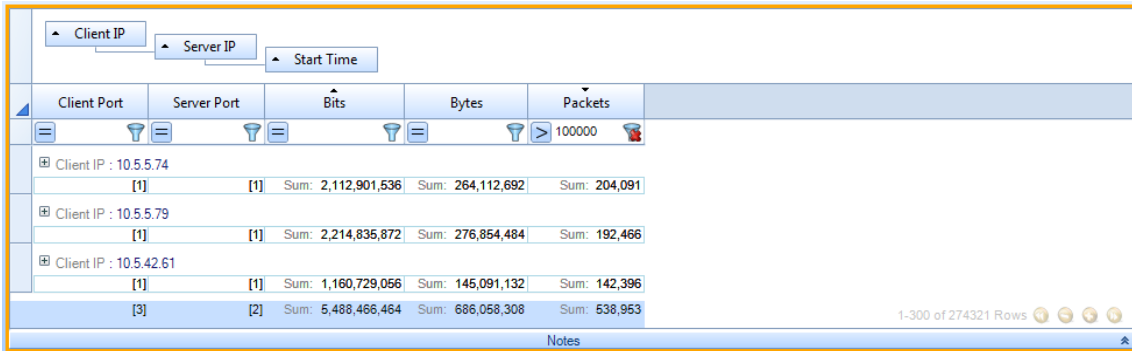 Client IP
Server IP
Start Time
Client Port Server Port Bits Bytes Packets
= = = = > 100000
Client IP : 10.5.5.74
[1] [1] Sum: 2,112,901,536 Sum: 264,112,692 Sum: 204,091
Client IP : 10.5.5.79
[1] [1] Sum: 2,214,835,872 Sum: 276,854,484 Sum: 192,466
Client IP : 10.5.42.61
[1] [1] Sum: 1,160,729,056 Sum: 145,091,132 Sum: 142,396
[3] [2] Sum: 5,488,466,464 Sum: 686,058,308 Sum: 538,953
1-300 of 274321 Rows
Notes